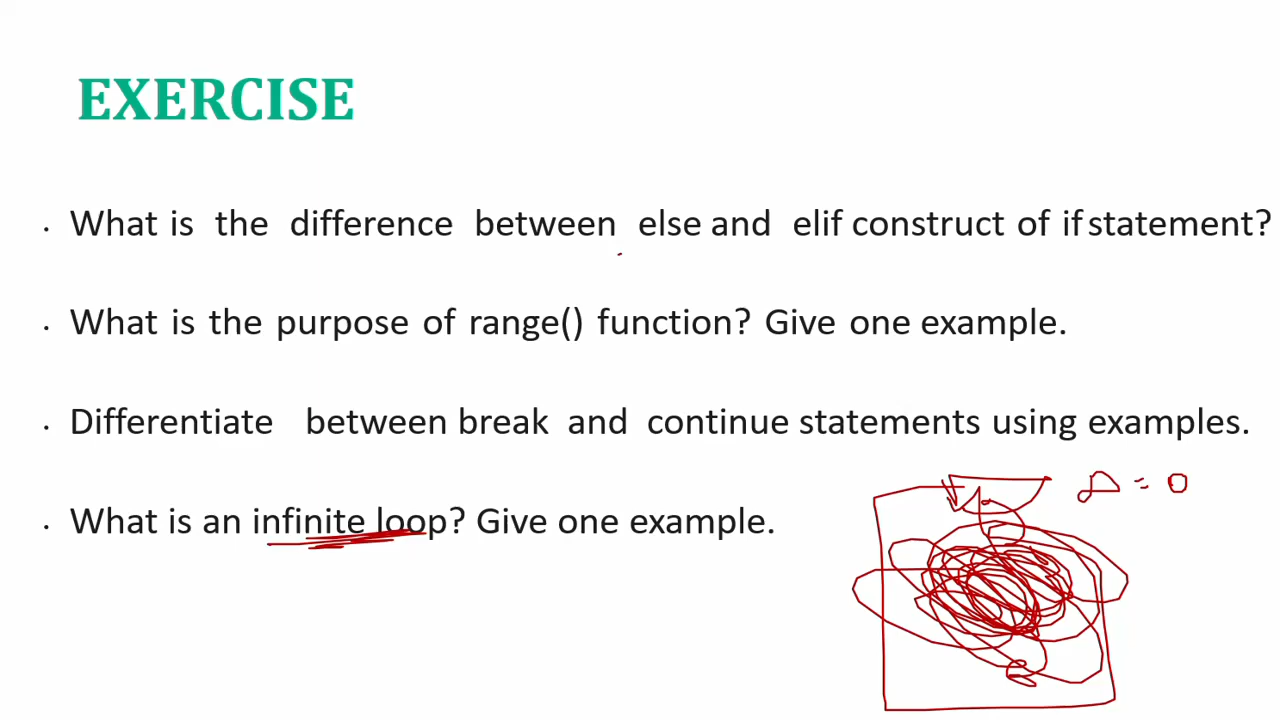 EXERCISE
. What is the difference between else and elif construct of if statement?
. What is the purpose of range() function? Give one example.
. Differentiate between break and continue statements using examples.
. What is an infinite loop? Give one example.
= 0